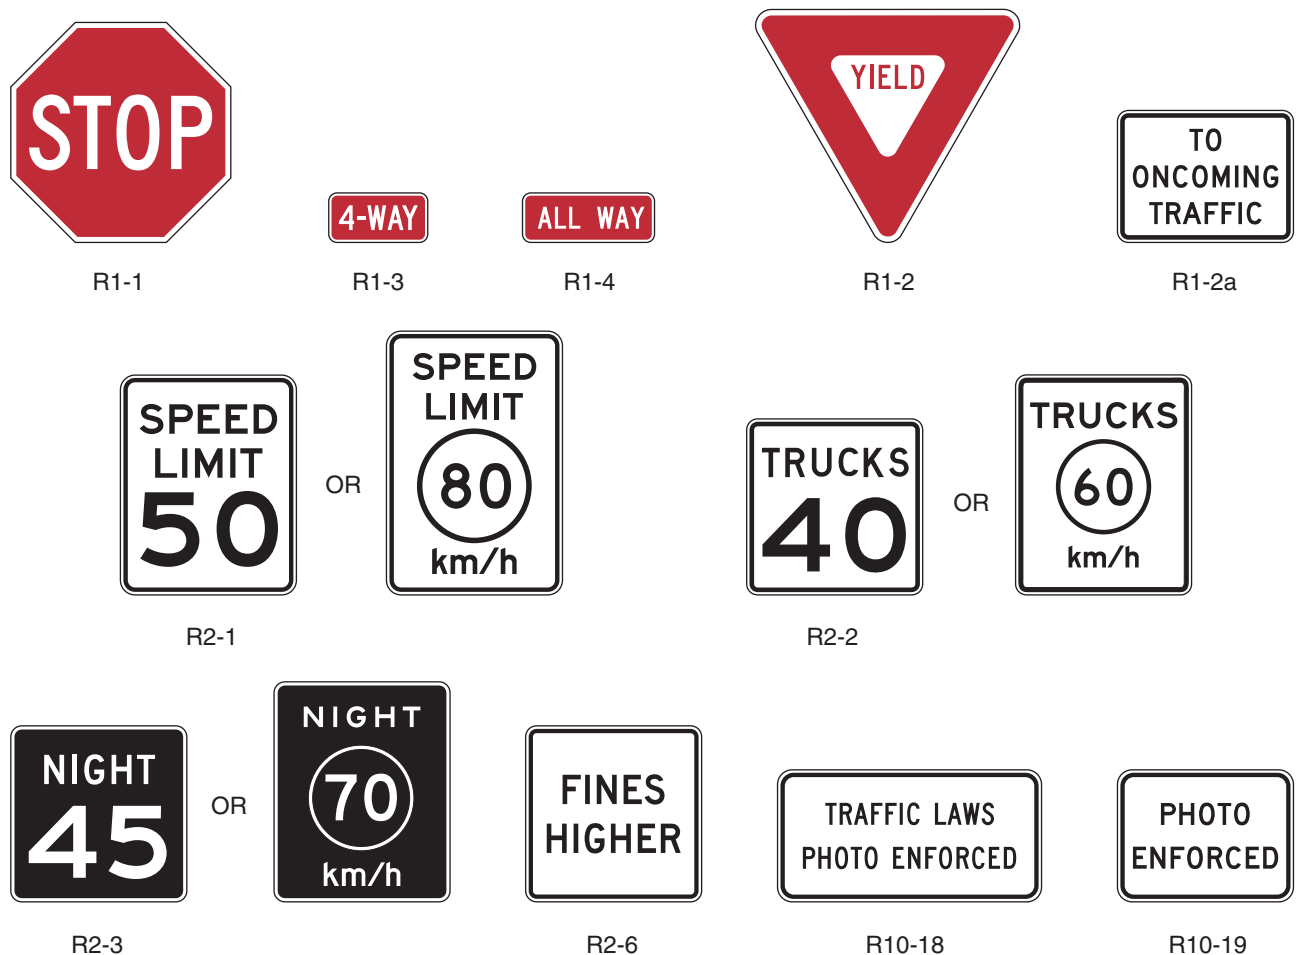 STOP
4-WAY
ALL WAY
YIELD
TO
ONCOMING
TRAFFIC
R1-1
R1-3
R1-4
R1-2
R1-2a
SPEED
LIMIT
50
OR
SPEED
LIMIT
80
km/h
TRUCKS
40
OR
TRUCKS
60
km/h
R2-1
R2-2
NIGHT
45
OR
NIGHT
70
km/h
FINES
HIGHER
TRAFFIC LAWS
PHOTO ENFORCED
PHOTO
ENFORCED
R2-3
R2-6
R10-18
R10-19